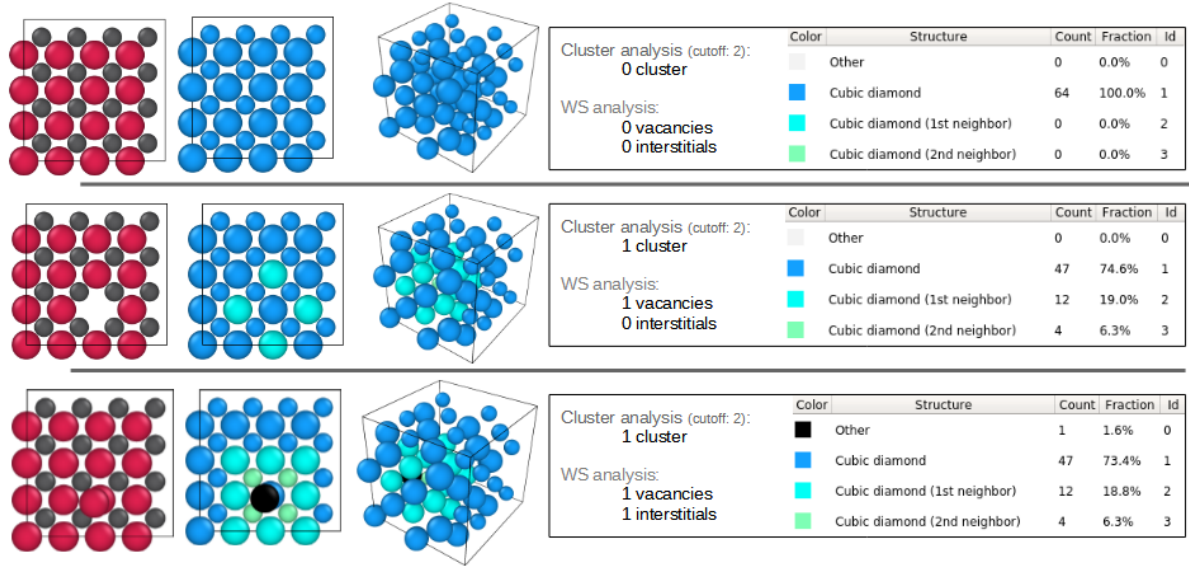 Cluster analysis (cutoff: 2):
0 cluster
WS analysis:
0 vacancies
0 interstitials
Color Structure Count Fraction Id
Other 0 0.0% 0
Cubic diamond 64 100.0% 1
Cubic diamond (1st neighbor) 0 0.0% 2
Cubic diamond (2nd neighbor) 0 0.0% 3
Cluster analysis (cutoff: 2):
1 cluster
WS analysis:
1 vacancies
0 interstitials
Color Structure Count Fraction Id
Other 0 0.0% 0
Cubic diamond 47 74.6% 1
Cubic diamond (1st neighbor) 12 19.0% 2
Cubic diamond (2nd neighbor) 4 6.3% 3
Cluster analysis (cutoff: 2):
1 cluster
WS analysis:
1 vacancies
1 interstitials
Color Structure Count Fraction Id
Other 1 1.6% 0
Cubic diamond 47 73.4% 1
Cubic diamond (1st neighbor) 12 18.8% 2
Cubic diamond (2nd neighbor) 4 6.3% 3